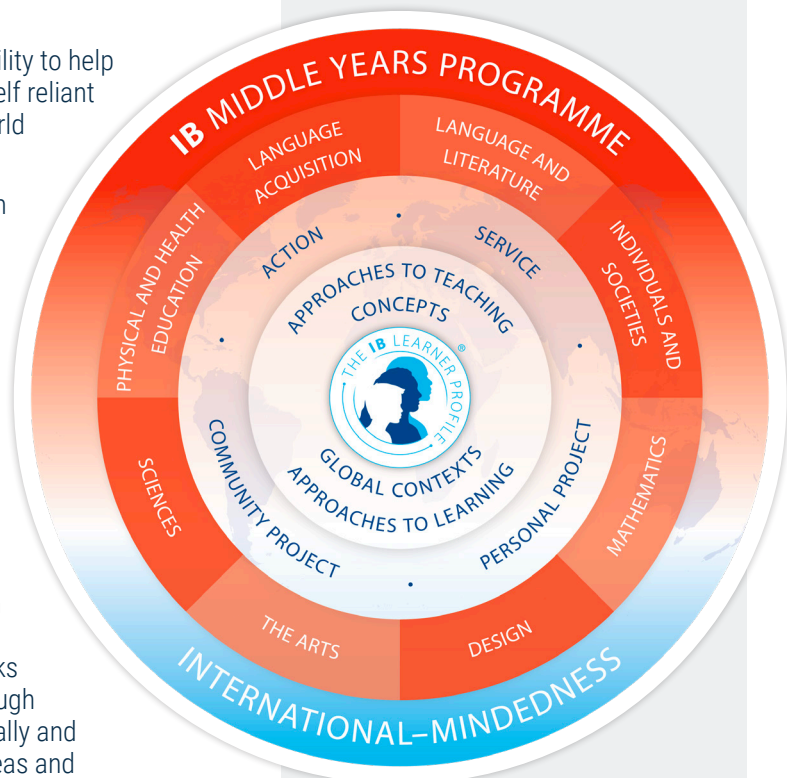 ility to help
elf reliant
rld
n
ks
ugh
ally and
eas and
IB MIDDLE YEARS PROGRAMME
LANGUAGE
ACQUISITION
LANGUAGE AND
LITERATURE
PHYSICAL AND HEALTH
EDUCATION
INDIVIDUALS AND
SOCIETIES
SCIENCES
MATHEMATICS
THE ARTS
DESIGN
ACTION
SERVICE
COMMUNITY PROJECT
PERSONAL PROJECT
APPROACHES TO TEACHING
CONCEPTS
THE IB LEARNER PROFILE ®
GLOBAL CONTEXTS
APPROACHES TO LEARNING
INTERNATIONAL–MINDEDNESS